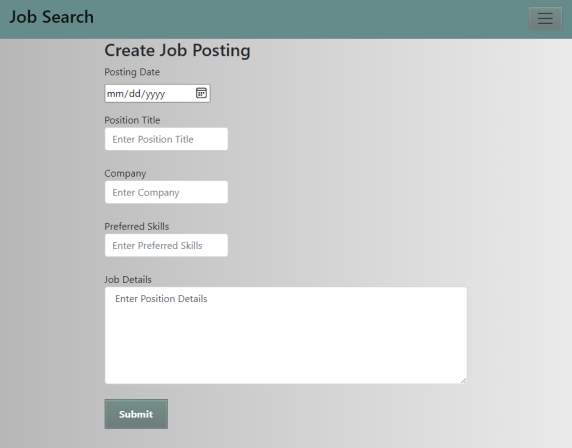 Job Search
Create Job Posting
Posting Date
mm/dd/yyyy
Position Title
Enter Position Title
Company
Enter Company
Preferred Skills
Enter Preferred Skills
Job Details
Enter Position Details
Submit